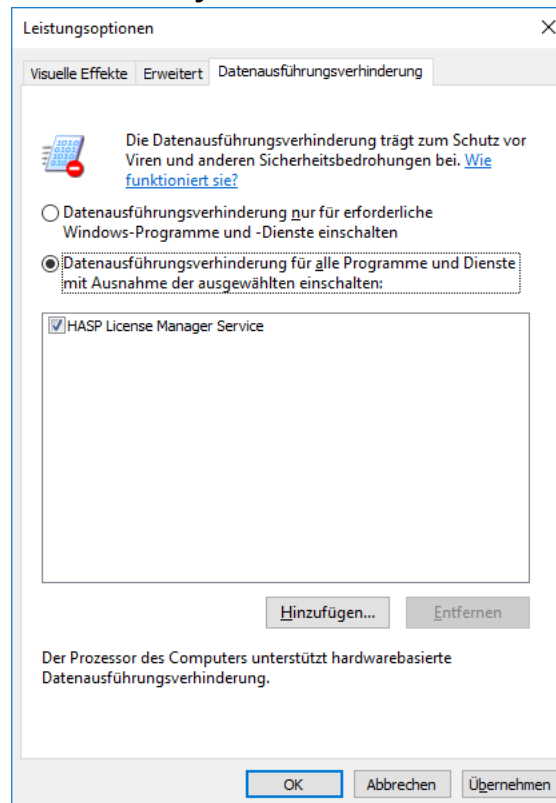 Leistungsoptionen
Visuelle Effekte Erweitert Datenausführungsverhinderung
Die Datenausführungsverhinderung trägt zum Schutz vor
Viren und anderen Sicherheitsbedrohungen bei. Wie
funktioniert sie?
Datenausführungsverhinderung nur für erforderliche
Windows-Programme und -Dienste einschalten
Datenausführungsverhinderung für alle Programme und Dienste
mit Ausnahme der ausgewählten einschalten:
HASP License Manager Service
Hinzufügen... Entfernen
Der Prozessor des Computers unterstützt hardwarebasierte
Datenausführungsverhinderung.
OK Abbrechen Übernehmen